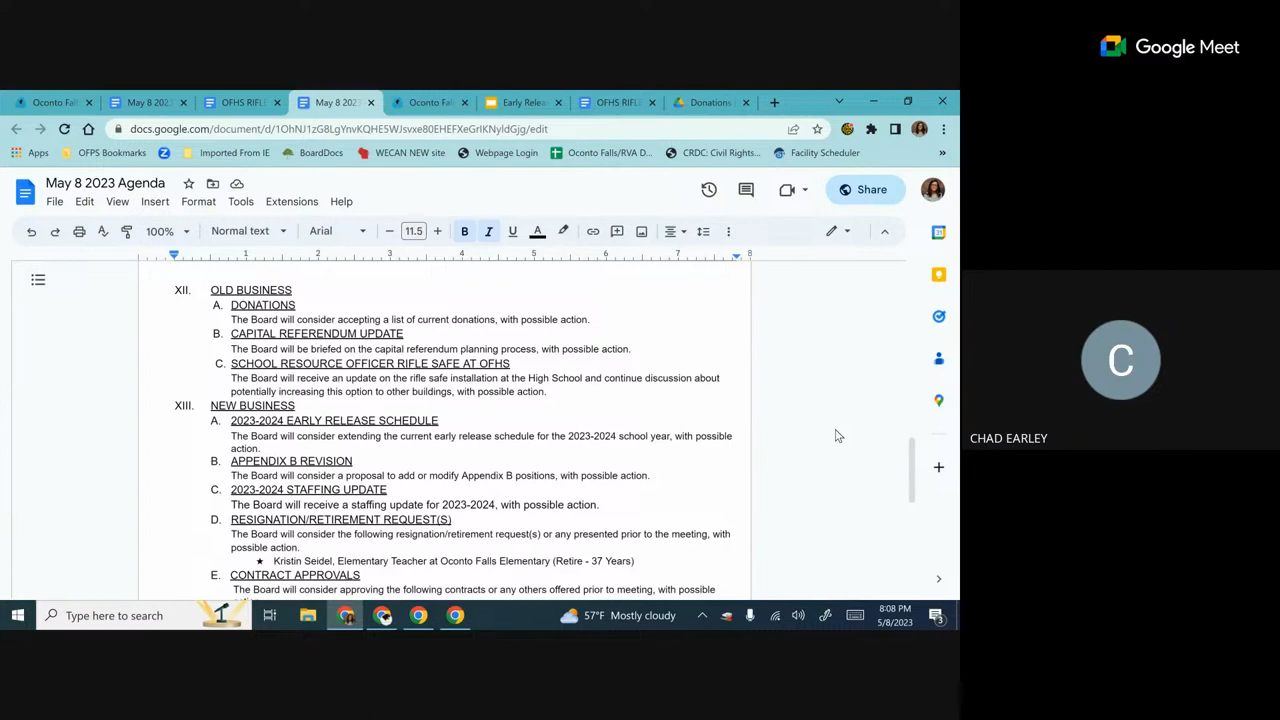 Google Meet
Oconto Fal
May 8 2023
OFHS RIFLE
May 8 202
Oconto Fall
Early Relea
OFHS RIFL
Donations
docs.google.com/document/d/1OhNJ1zG8LgYnvKQHE5WJsvxe80EHEFXeGrIKNyldGjg/edit
Apps
OFPS Bookmarks
Imported From IE
BoardDocs
WECAN NEW site
Webpage Login
Oconto Falls/RVA D...
CRDC: Civil Rights...
Facility Scheduler
»
May 8 2023 Agenda
Share
File Edit View Insert Format Tools Extensions Help
100% Normal text Arial – 11.5 + B I U A
1 2 3 4 5 6 7 8
XII. OLD BUSINESS
A. DONATIONS
The Board will consider accepting a list of current donations, with possible action.
B. CAPITAL REFERENDUM UPDATE
The Board will be briefed on the capital referendum planning process, with possible action.
C. SCHOOL RESOURCE OFFICER RIFLE SAFE AT OFHS
The Board will receive an update on the rifle safe installation at the High School and continue discussion about
potentially increasing this option to other buildings, with possible action.
XIII. NEW BUSINESS
A. 2023-2024 EARLY RELEASE SCHEDULE
The Board will consider extending the current early release schedule for the 2023-2024 school year, with possible
action.
B. APPENDIX B REVISION
The Board will consider a proposal to add or modify Appendix B positions, with possible action.
C. 2023-2024 STAFFING UPDATE
The Board will receive a staffing update for 2023-2024, with possible action.
D. RESIGNATION/RETIREMENT REQUEST(S)
The Board will consider the following resignation/retirement request(s) or any presented prior to the meeting, with
possible action.
★ Kristin Seidel, Elementary Teacher at Oconto Falls Elementary (Retire - 37 Years)
E. CONTRACT APPROVALS
The Board will consider approving the following contracts or any others offered prior to meeting, with possible
C
CHAD EARLEY
Type here to search
57°F Mostly cloudy
8:08 PM
5/8/2023
3